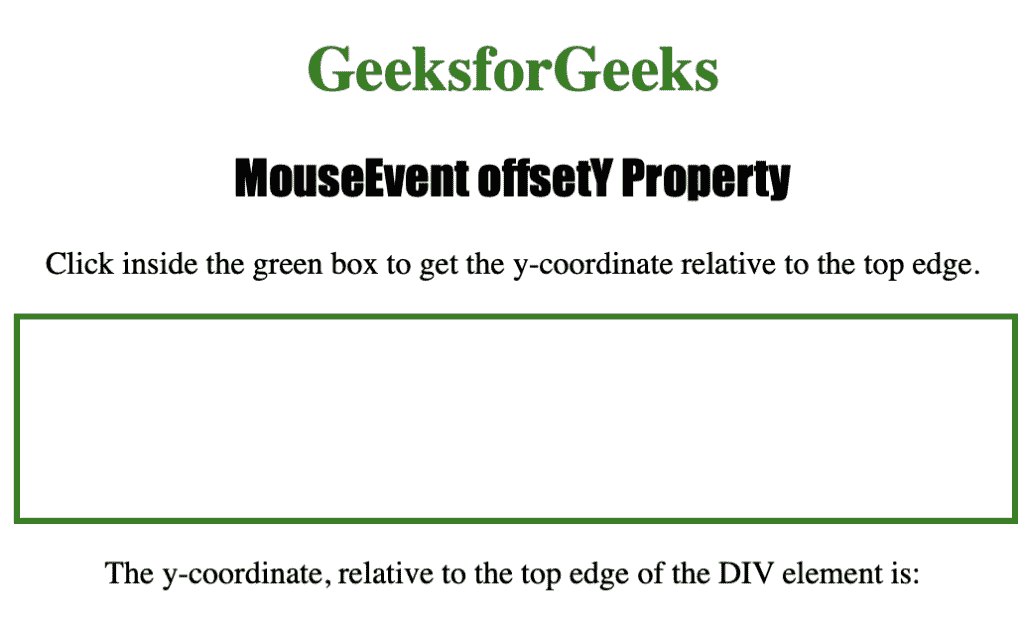 GeeksforGeeks
MouseEvent offsetY Property
Click inside the green box to get the y-coordinate relative to the top edge.
The y-coordinate, relative to the top edge of the DIV element is: